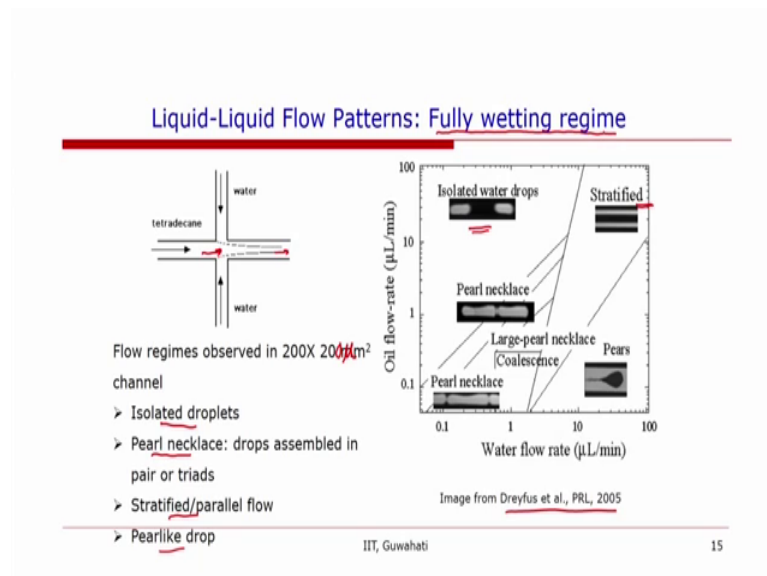 Liquid-Liquid Flow Patterns: Fully wetting regime
water
tetradecane
water
Flow regimes observed in 200X 20 m²
channel
➢ Isolated droplets
➢ Pearl necklace: drops assembled in
pair or triads
➢ Stratified/parallel flow
➢ Pearlike drop
Oil flow-rate (μL/min)
100
10
1
0.1
Isolated water drops
Stratified
Pearl necklace
Large-pearl necklace
Coalescence
Pears
Pearl necklace
0.1 1 10 100
Water flow rate (μL/min)
Image from Dreyfus et al., PRL, 2005
IIT, Guwahati
15